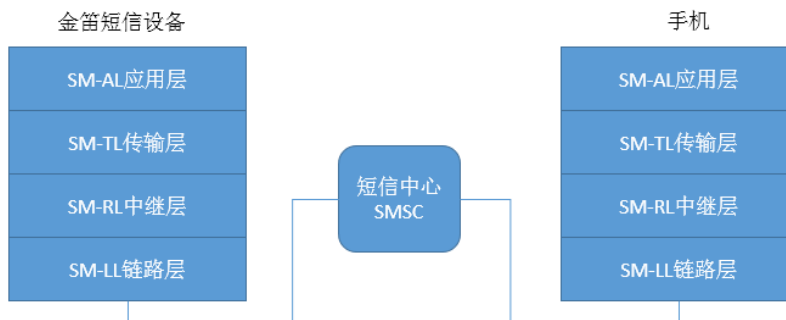 金笛短信设备
SM-AL应用层
SM-TL传输层
SM-RL中继层
SM-LL链路层
短信中心
SMSC
手机
SM-AL应用层
SM-TL传输层
SM-RL中继层
SM-LL链路层